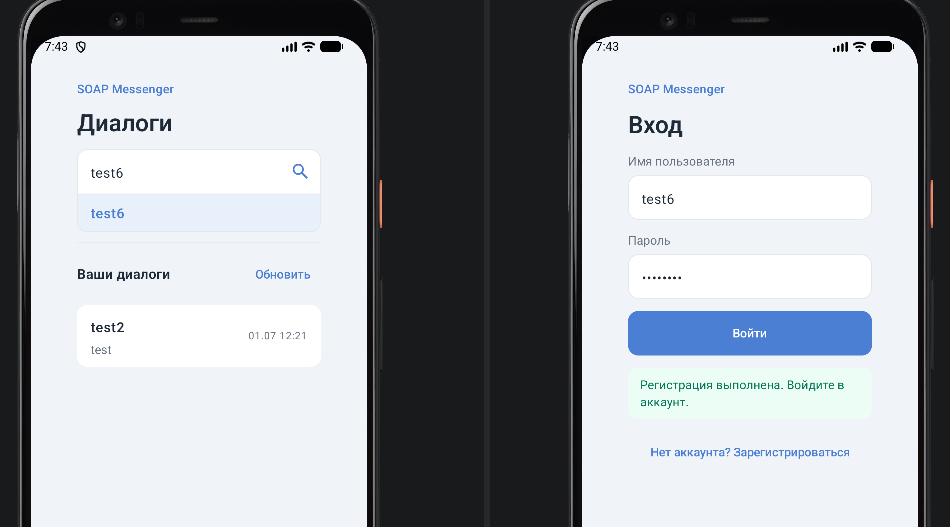 7:43
SOAP Messenger
Диалоги
test6
test6
Ваши диалоги
Обновить
test2
01.07 12:21
test
7:43
SOAP Messenger
Вход
Имя пользователя
test6
Пароль
••••••••
Войти
Регистрация выполнена. Войдите в
аккаунт.
Нет аккаунта? Зарегистрироваться